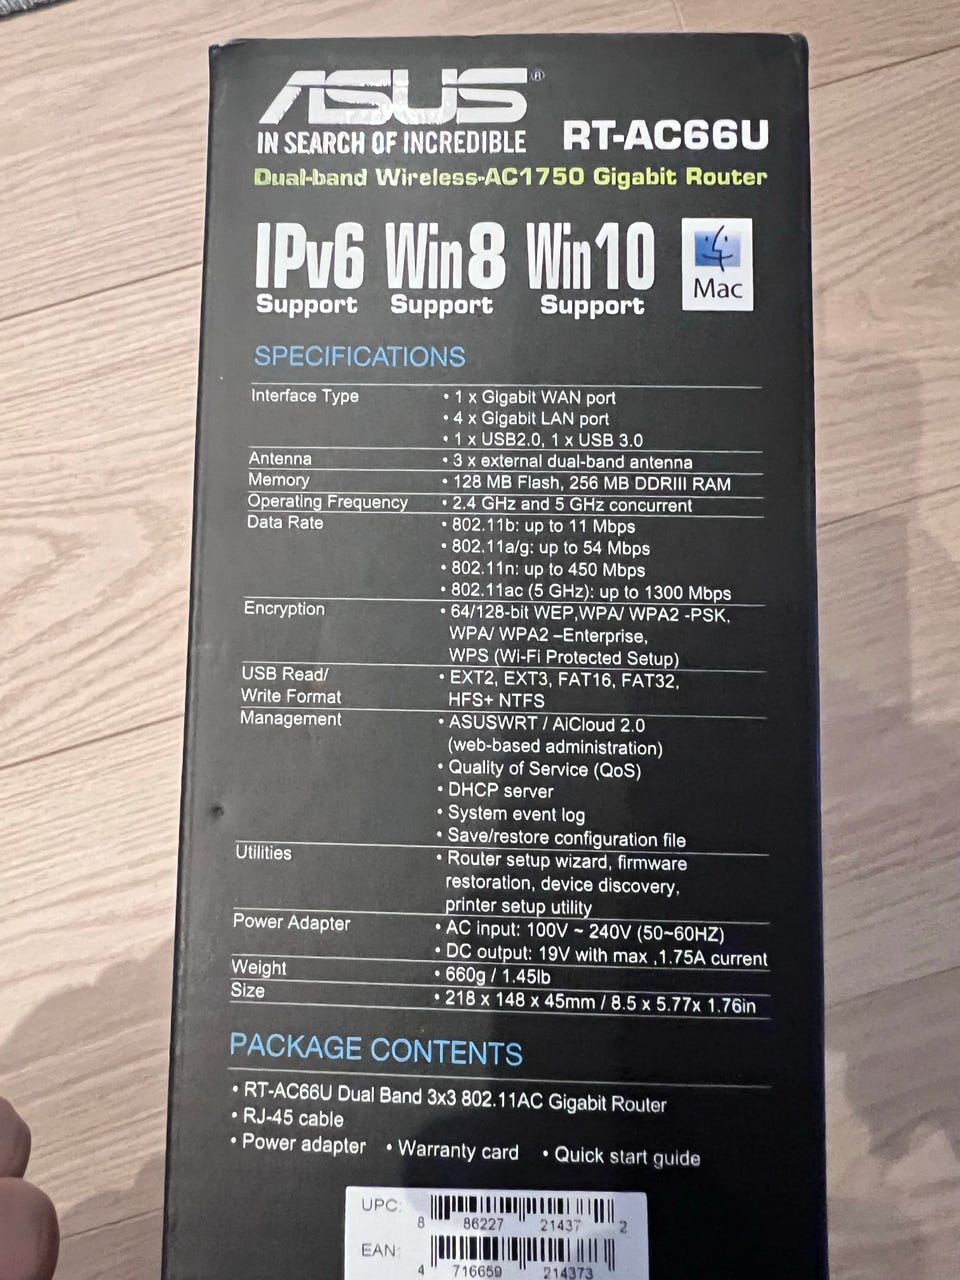 ASUS®
IN SEARCH OF INCREDIBLE
RT-AC66U
Dual-band Wireless-AC1750 Gigabit Router
IPv6 Support
Win8 Support
Win10 Support
Mac
SPECIFICATIONS
Interface Type
• 1 x Gigabit WAN port
• 4 x Gigabit LAN port
• 1 x USB2.0, 1 x USB 3.0
Antenna • 3 x external dual-band antenna
Memory • 128 MB Flash, 256 MB DDRIII RAM
Operating Frequency • 2.4 GHz and 5 GHz concurrent
Data Rate • 802.11b: up to 11 Mbps
• 802.11a/g: up to 54 Mbps
• 802.11n: up to 450 Mbps
• 802.11ac (5 GHz): up to 1300 Mbps
Encryption • 64/128-bit WEP,WPA/ WPA2 -PSK,
WPA/ WPA2 –Enterprise,
WPS (Wi-Fi Protected Setup)
USB Read/
Write Format
• EXT2, EXT3, FAT16, FAT32,
HFS+ NTFS
Management • ASUSWRT / AiCloud 2.0
(web-based administration)
• Quality of Service (QoS)
• DHCP server
• System event log
• Save/restore configuration file
Utilities • Router setup wizard, firmware
restoration, device discovery,
printer setup utility
Power Adapter • AC input: 100V ~ 240V (50~60HZ)
• DC output: 19V with max ,1.75A current
Weight • 660g / 1.45lb
Size • 218 x 148 x 45mm / 8.5 x 5.77x 1.76in
PACKAGE CONTENTS
• RT-AC66U Dual Band 3x3 802.11AC Gigabit Router
• RJ-45 cable
• Power adapter • Warranty card • Quick start guide
UPC:
8 86227 21437 2
EAN:
4 716659 214373